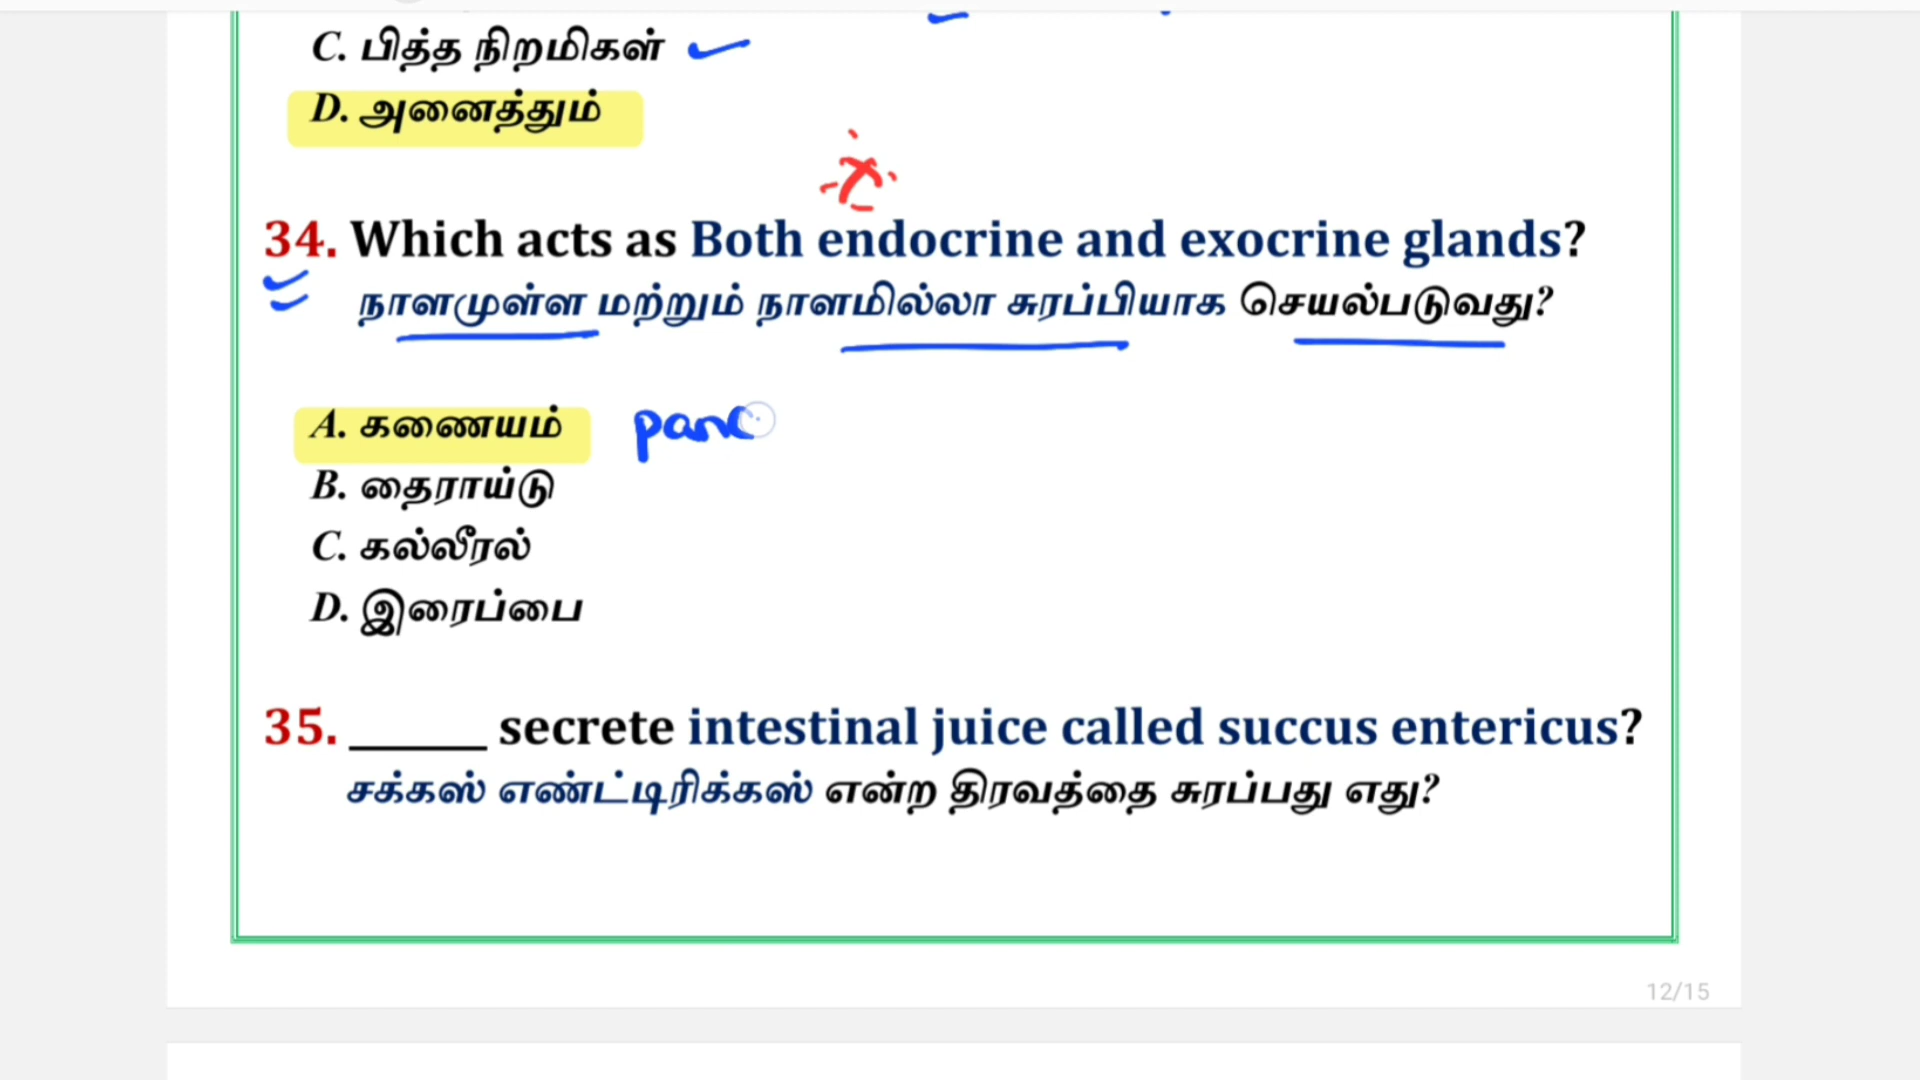 C. பித்த நிறமிகள்
D. அனைத்தும்
34. Which acts as Both endocrine and exocrine glands?
நாளமுள்ள மற்றும் நாளமில்லா சுரப்பியாக செயல்படுவது?
A. கணையம் panc
B. தைராய்டு
C. கல்லீரல்
D. இரைப்பை
35. ______ secrete intestinal juice called succus entericus?
சக்கஸ் எண்ட்டிரிக்கஸ் என்ற திரவத்தை சுரப்பது எது?
12/15